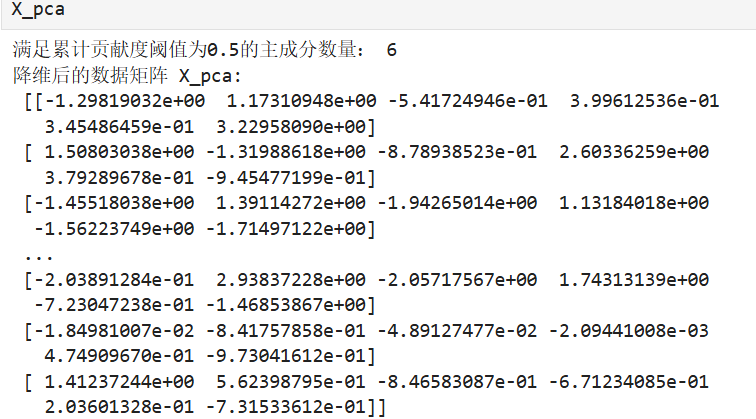 X_pca
满足累计贡献度阈值为0.5的主成分数量： 6
降维后的数据矩阵 X_pca:
[[-1.29819032e+00  1.17310948e+00 -5.41724946e-01  3.99612536e-01
3.45486459e-01  3.22958090e+00]
[ 1.50803038e+00 -1.31988618e+00 -8.78938523e-01  2.60336259e+00
3.79289678e-01 -9.45477199e-01]
[-1.45518038e+00  1.39114272e+00 -1.94265014e+00  1.13184018e+00
-1.56223749e+00 -1.71497122e+00]
...
[-2.03891284e-01  2.93837228e+00 -2.05717567e+00  1.74313139e+00
-7.23047238e-01 -1.46853867e+00]
[-1.84981007e-02 -8.41757858e-01 -4.89127477e-02 -2.09441008e-03
4.74909670e-01 -9.73041612e-01]
[ 1.41237244e+00  5.62398795e-01 -8.46583087e-01 -6.71234085e-01
2.03601328e-01 -7.31533612e-01]]